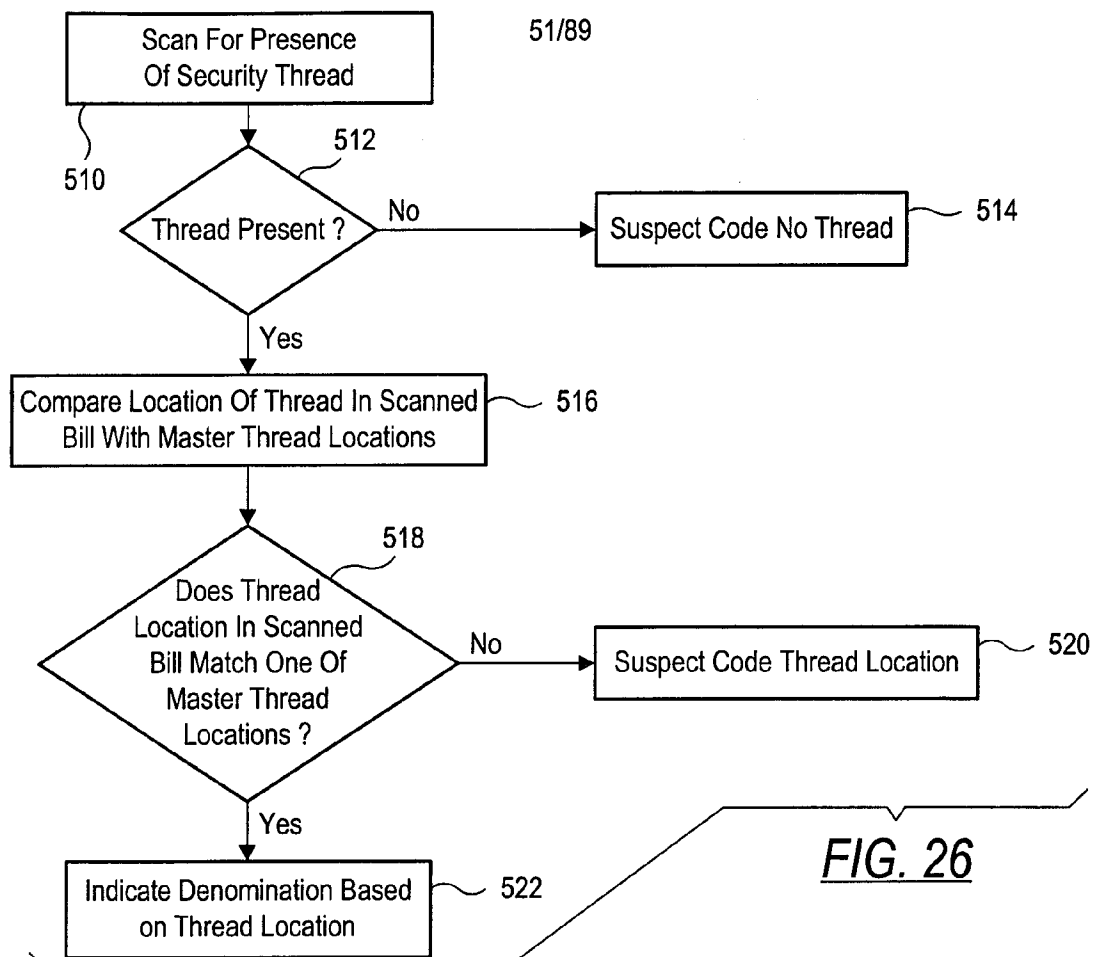 51/89
Scan For Presence
Of Security Thread
510
512
Thread Present ?
No
Suspect Code No Thread
514
Yes
Compare Location Of Thread In Scanned
Bill With Master Thread Locations
516
518
Does Thread
Location In Scanned
Bill Match One Of
Master Thread
Locations ?
No
Suspect Code Thread Location
520
Yes
Indicate Denomination Based
on Thread Location
522
FIG. 26